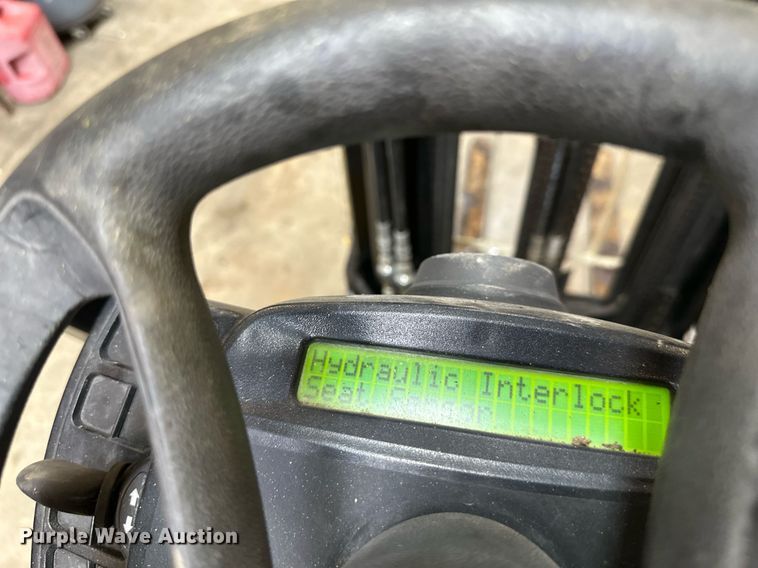 Hydraulic Interlock
Seat Sensor
Purple Wave Auction